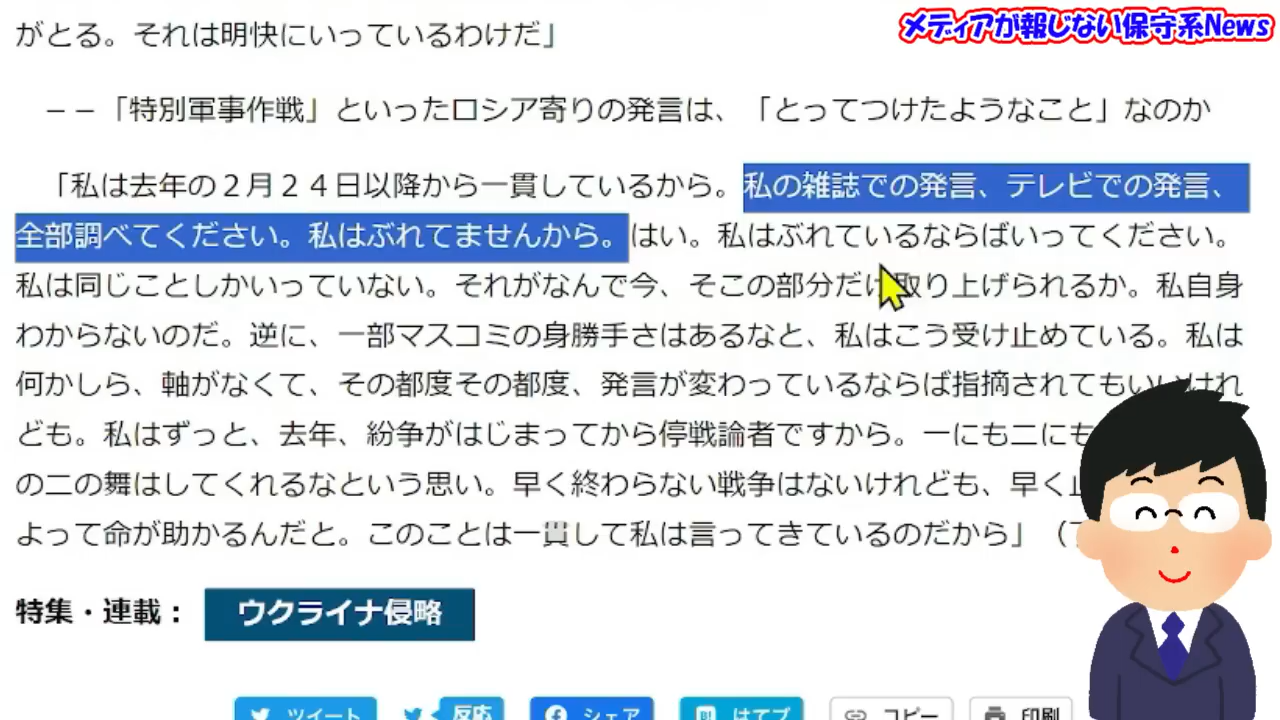 メディアが報じない保守系News
がとる。それは明快にいっているわけだ」
－－「特別軍事作戦」といったロシア寄りの発言は、「とってつけたようなこと」なのか
「私は去年の２月２４日以降から一貫しているから。私の雑誌での発言、テレビでの発言、
全部調べてください。私はぶれてませんから。はい。私はぶれているならばいってください。
私は同じことしかいっていない。それがなんで今、そこの部分だけ取り上げられるか。私自身
わからないのだ。逆に、一部マスコミの身勝手さはあるなと、私はこう受け止めている。私は
何かしら、軸がなくて、その都度その都度、発言が変わっているならば指摘されてもいいけれ
ども。私はずっと、去年、紛争がはじまってから停戦論者ですから。一にも二にも
の二の舞はしてくれるなという思い。早く終わらない戦争はないけれども、早く
よって命が助かるんだと。このことは一貫して私は言ってきているのだから」（
特集・連載： ウクライナ侵略
ツイート 反応 シェア はてブ コピー 印刷